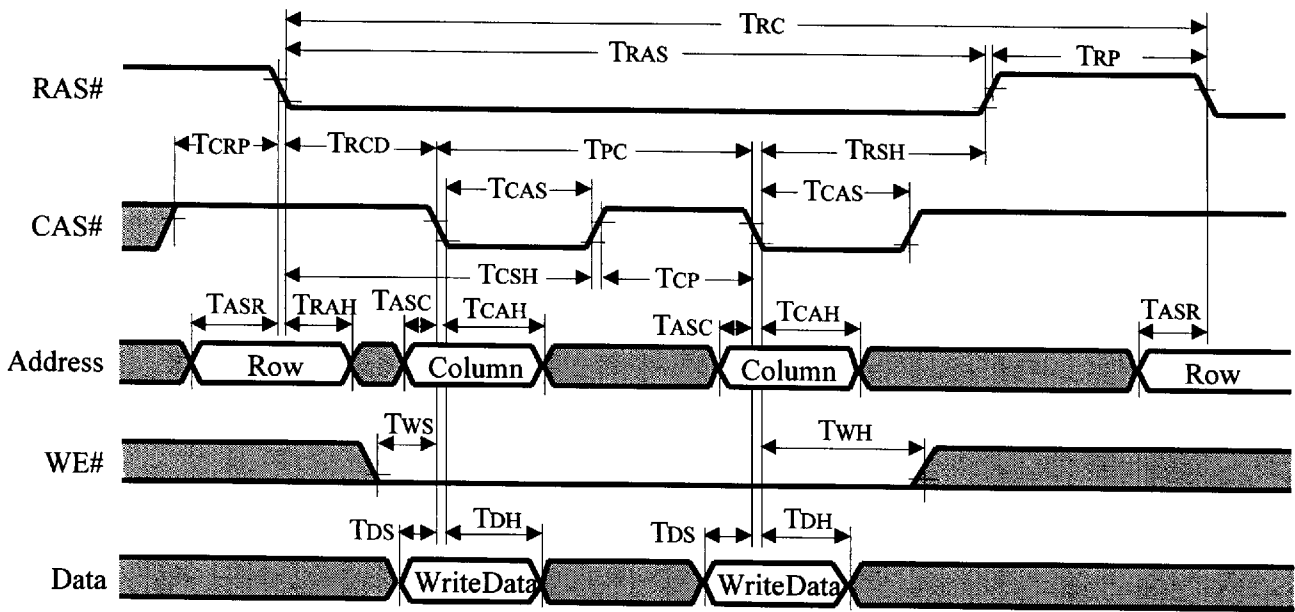 TRC
TRAS TRP
RAS#
TCRP TRCD TPC TRSH
TCAS TCAS
CAS#
TCSH TCP
TASR TRAH TASC TCAH TASC TCAH TASR
Address Row Column Column Row
TWS TWH
WE#
TDS TDH TDS TDH
Data WriteData WriteData